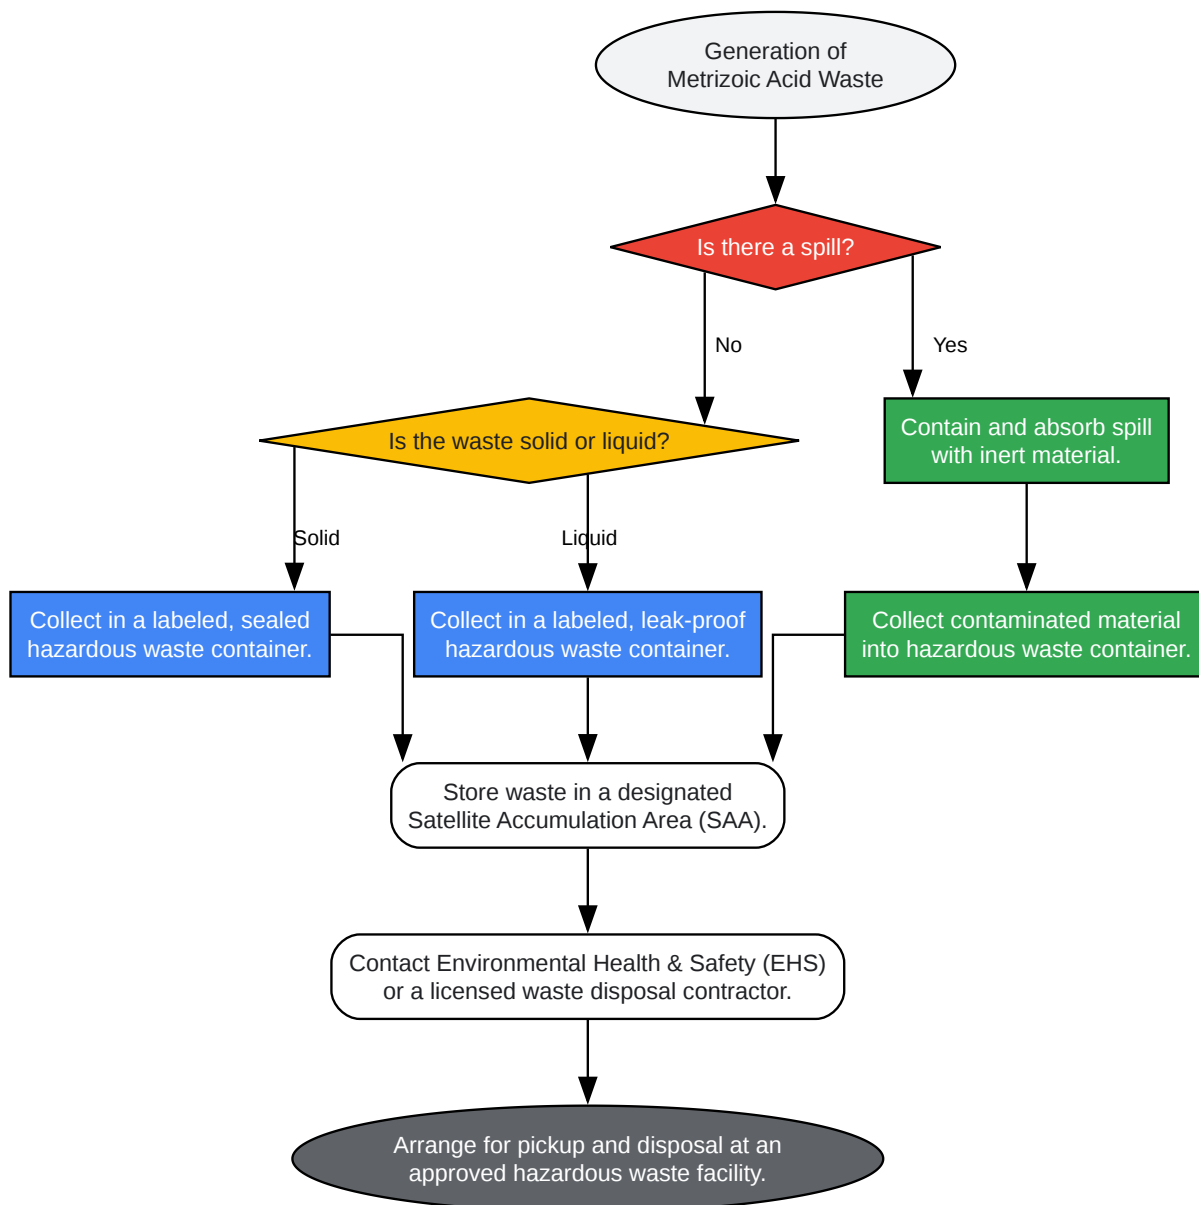 Generation of
Metrizoic Acid Waste
Is there a spill?
No
Yes
Is the waste solid or liquid?
Contain and absorb spill
with inert material.
Solid
Liquid
Collect in a labeled, sealed
hazardous waste container.
Collect in a labeled, leak-proof
hazardous waste container.
Collect contaminated material
into hazardous waste container.
Store waste in a designated
Satellite Accumulation Area (SAA).
Contact Environmental Health & Safety (EHS)
or a licensed waste disposal contractor.
Arrange for pickup and disposal at an
approved hazardous waste facility.